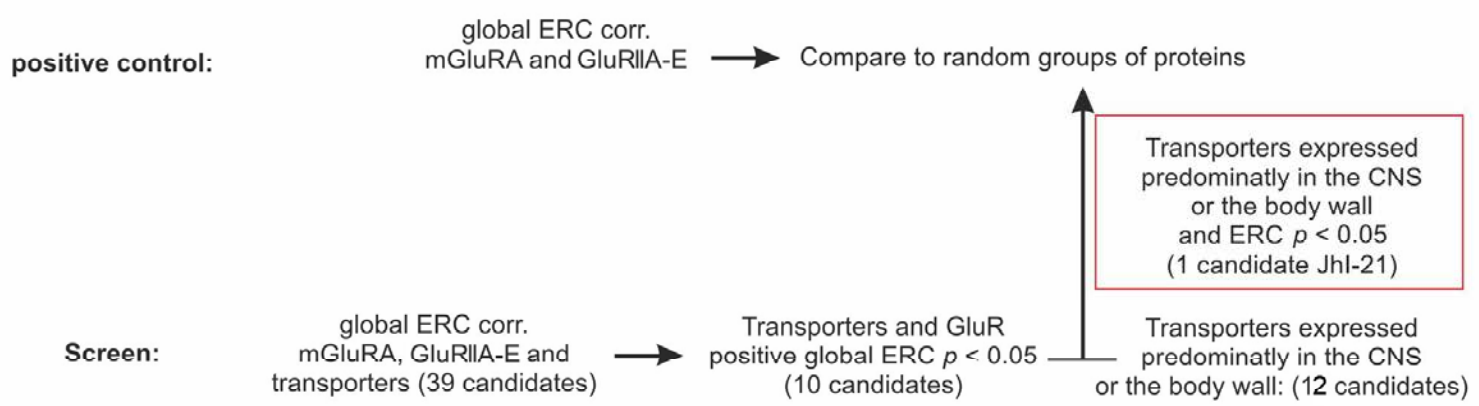 positive control:
global ERC corr.
mGluRA and GluRIIA-E
Compare to random groups of proteins
Transporters expressed
predominatly in the CNS
or the body wall
and ERC p < 0.05
(1 candidate JhI-21)
Screen:
global ERC corr.
mGluRA, GluRIIA-E and
transporters (39 candidates)
Transporters and GluR
positive global ERC p < 0.05
(10 candidates)
Transporters expressed
predominatly in the CNS
or the body wall: (12 candidates)